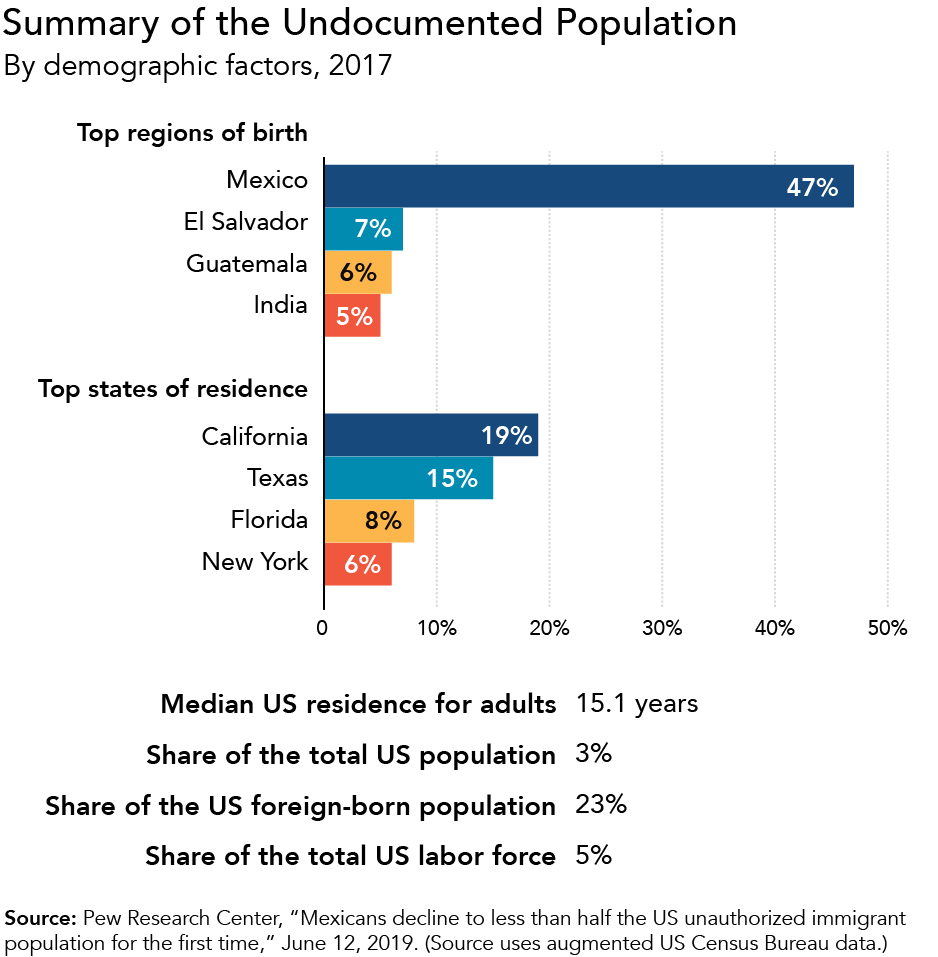 Summary of the Undocumented Population
By demographic factors, 2017
Top regions of birth
Mexico 47%
El Salvador 7%
Guatemala 6%
India 5%
Top states of residence
California 19%
Texas 15%
Florida 8%
New York 6%
0 10% 20% 30% 40% 50%
Median US residence for adults 15.1 years
Share of the total US population 3%
Share of the US foreign-born population 23%
Share of the total US labor force 5%
Source: Pew Research Center, “Mexicans decline to less than half the US unauthorized immigrant
population for the first time,” June 12, 2019. (Source uses augmented US Census Bureau data.)